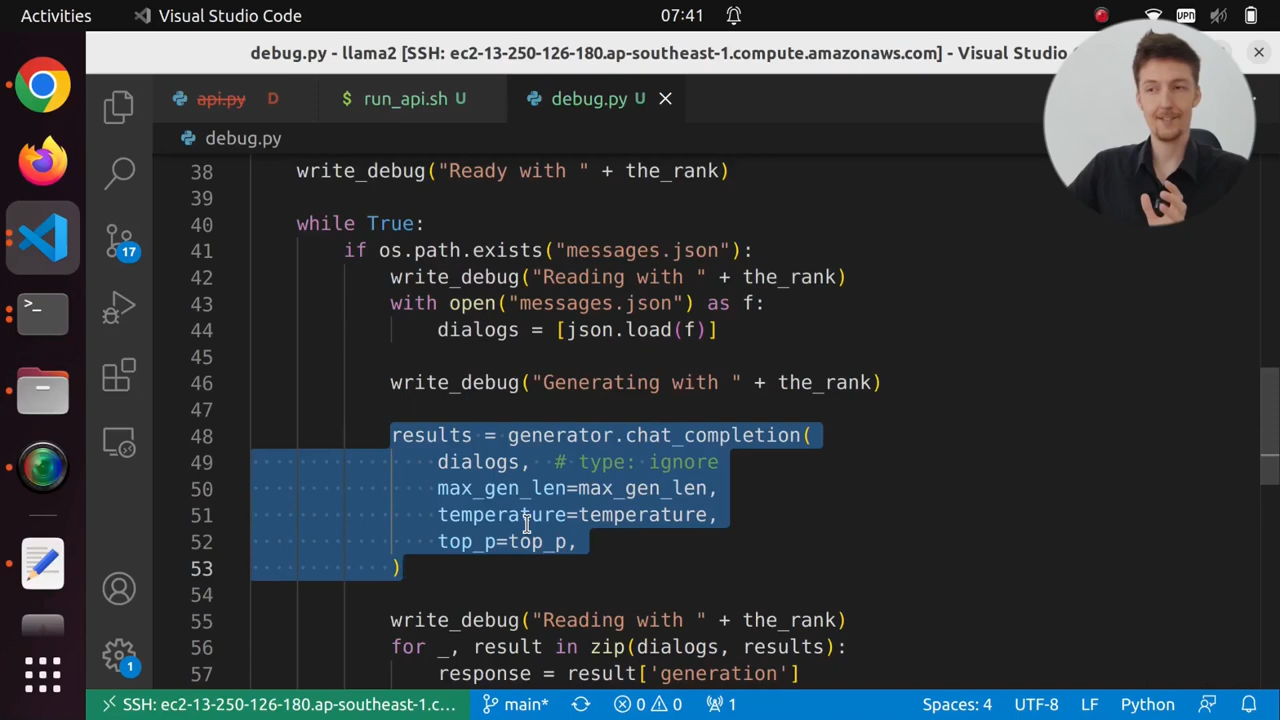 Activities
Visual Studio Code
07:41
VPN
debug.py - llama2 [SSH: ec2-13-250-126-180.ap-southeast-1.compute.amazonaws.com] - Visual Studio
api.py D
$ run_api.sh U
debug.py U
debug.py
38 write_debug("Ready with " + the_rank)
39
40 while True:
41 if os.path.exists("messages.json"):
42 write_debug("Reading with " + the_rank)
43 with open("messages.json") as f:
44 dialogs = [json.load(f)]
45
46 write_debug("Generating with " + the_rank)
47
48 results = generator.chat_completion(
49 dialogs, # type: ignore
50 max_gen_len=max_gen_len,
51 temperature=temperature,
52 top_p=top_p,
53 )
54
55 write_debug("Reading with " + the_rank)
56 for _, result in zip(dialogs, results):
57 response = result['generation']
17
1
SSH: ec2-13-250-126-180.ap-southeast-1.c... main* 0 0 1 Spaces: 4 UTF-8 LF Python